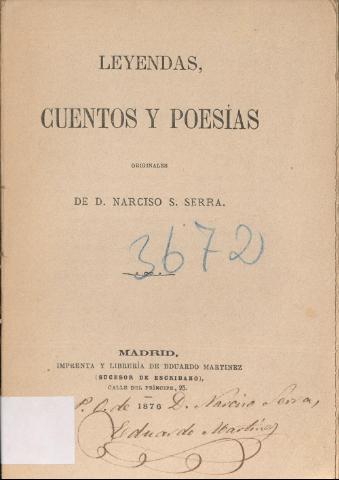 LEYENDAS,
CUENTOS Y POESÍAS
ORIGINALES
DE D. NARCISO S. SERRA.
3672
MADRID,
IMPRENTA Y LIBRERÍA DE EDUARDO MARTINEZ
(SUCESOR DE ESCRIBANO),
CALLE DEL PRÍNCIPE, 25.
1876
P. C. de D. Narciso Serra,
Eduardo Martinez